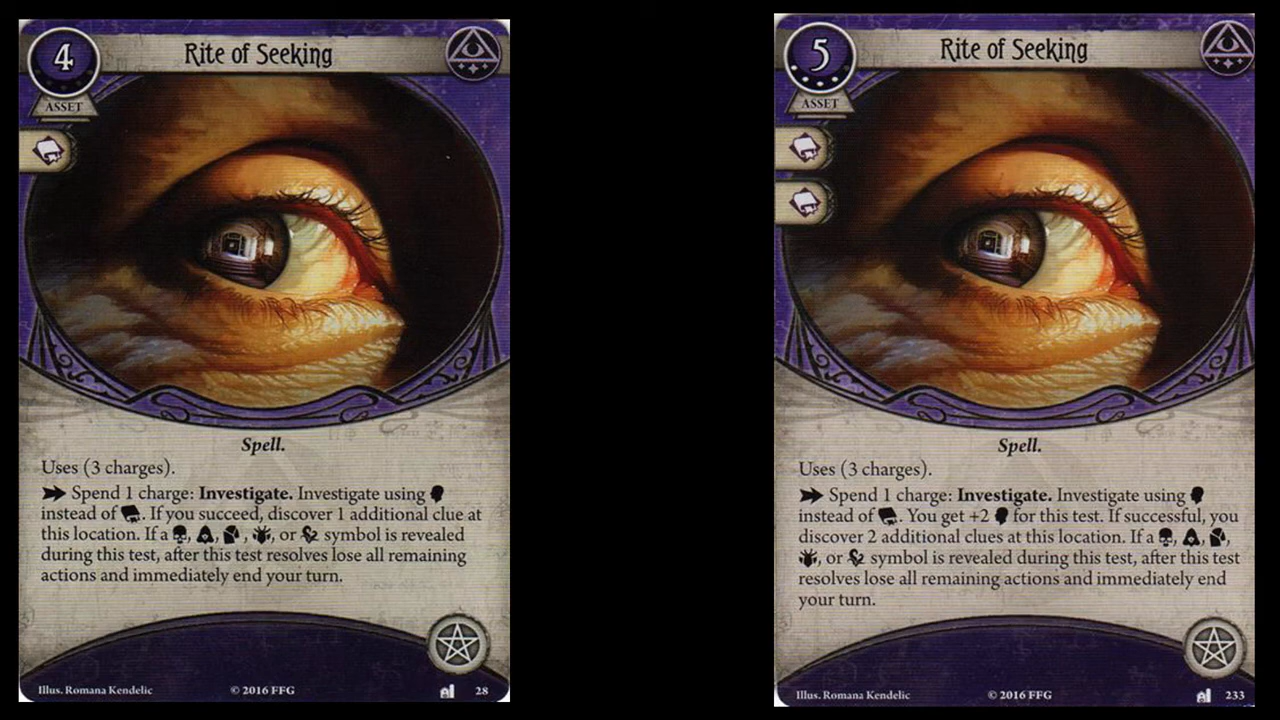 4
Rite of Seeking
ASSET
Spell.
Uses (3 charges).
Spend 1 charge: Investigate. Investigate using
instead of . If you succeed, discover 1 additional clue at
this location. If a , , , , or symbol is revealed
during this test, after this test resolves lose all remaining
actions and immediately end your turn.
Illus. Romana Kendelic
© 2016 FFG
28
5
Rite of Seeking
ASSET
Spell.
Uses (3 charges).
Spend 1 charge: Investigate. Investigate using
instead of . You get +2 for this test. If successful, you
discover 2 additional clues at this location. If a , , ,
, or symbol is revealed during this test, after this test
resolves lose all remaining actions and immediately end
your turn.
Illus. Romana Kendelic
© 2016 FFG
233